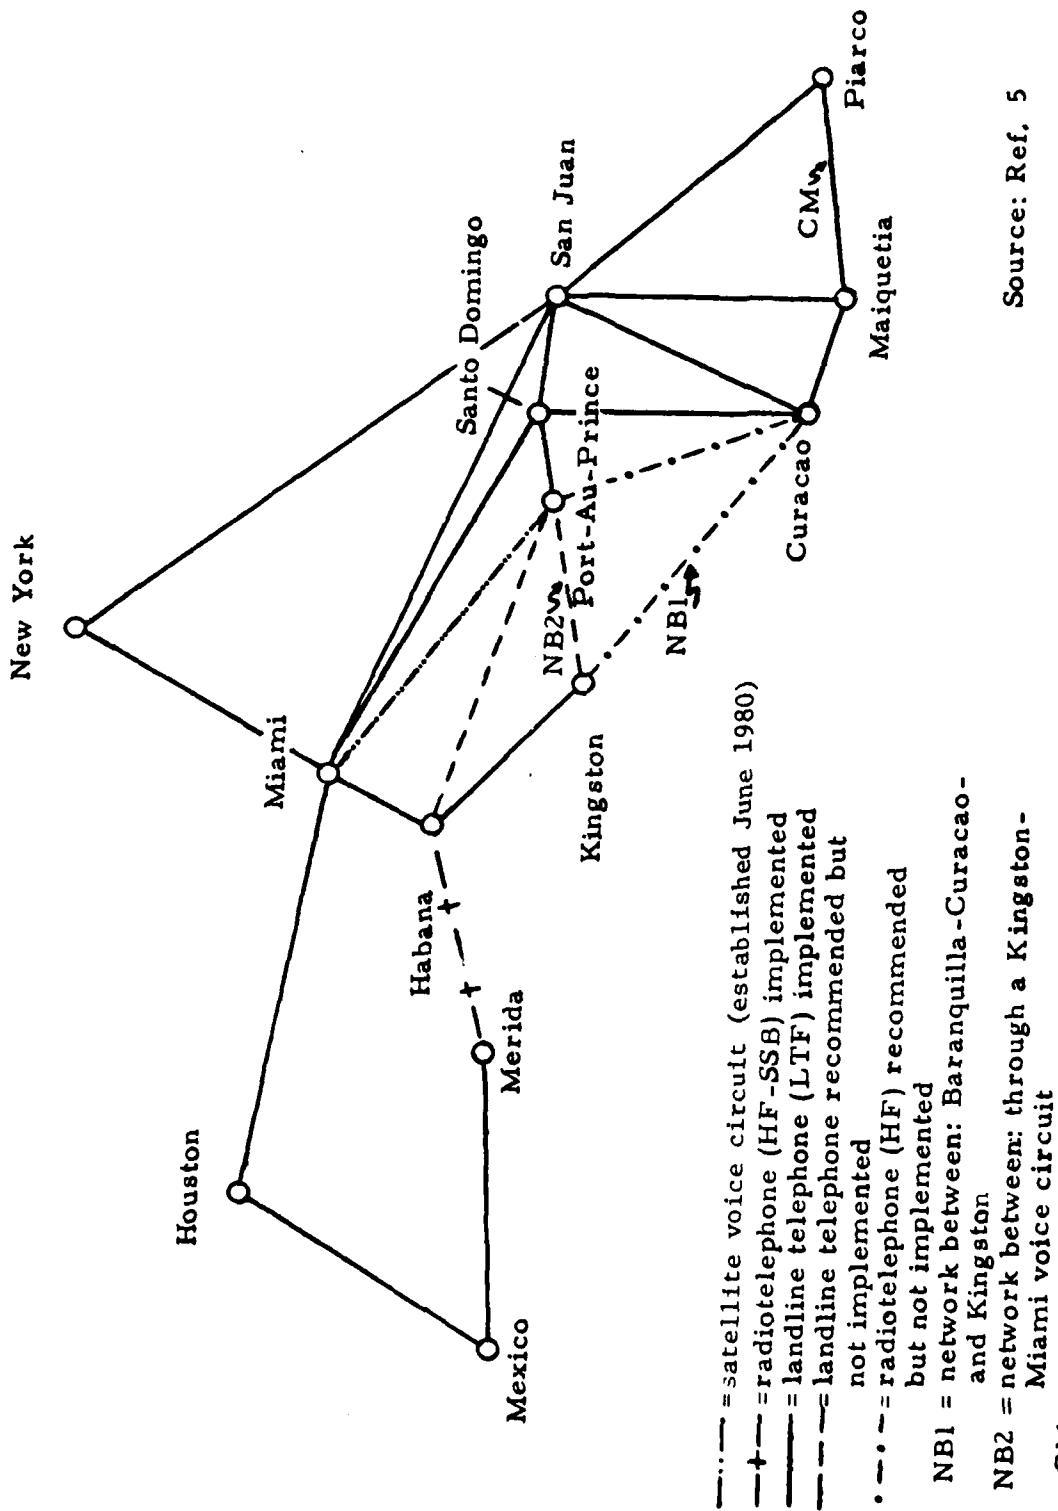 New York
Houston
Miami
Santo Domingo
San Juan
Habana
Merida
Mexico
Kingston
Port-Au-Prince
NB2
NB1
Curacao
Maiquetia
CM
Piarco
Source: Ref. 5
= satellite voice circuit (established June 1980)
= radiotelephone (HF-SSB) implemented
= landline telephone (LTF) implemented
= landline telephone recommended but
not implemented
= radiotelephone (HF) recommended
but not implemented
NB1 = network between: Baranquilla-Curacao-
and Kingston
NB2 = network between: through a Kingston-
Miami voice circuit